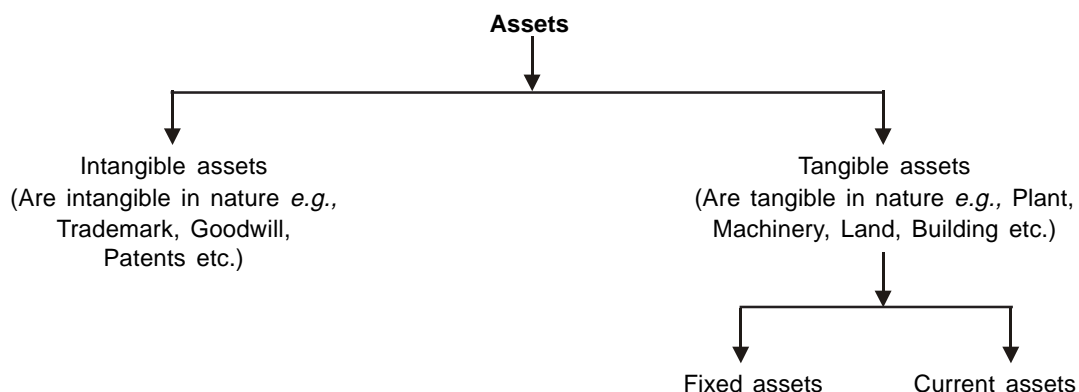 Assets
Intangible assets
(Are intangible in nature e.g.,
Trademark, Goodwill,
Patents etc.)
Tangible assets
(Are tangible in nature e.g., Plant,
Machinery, Land, Building etc.)
Fixed assets
Current assets